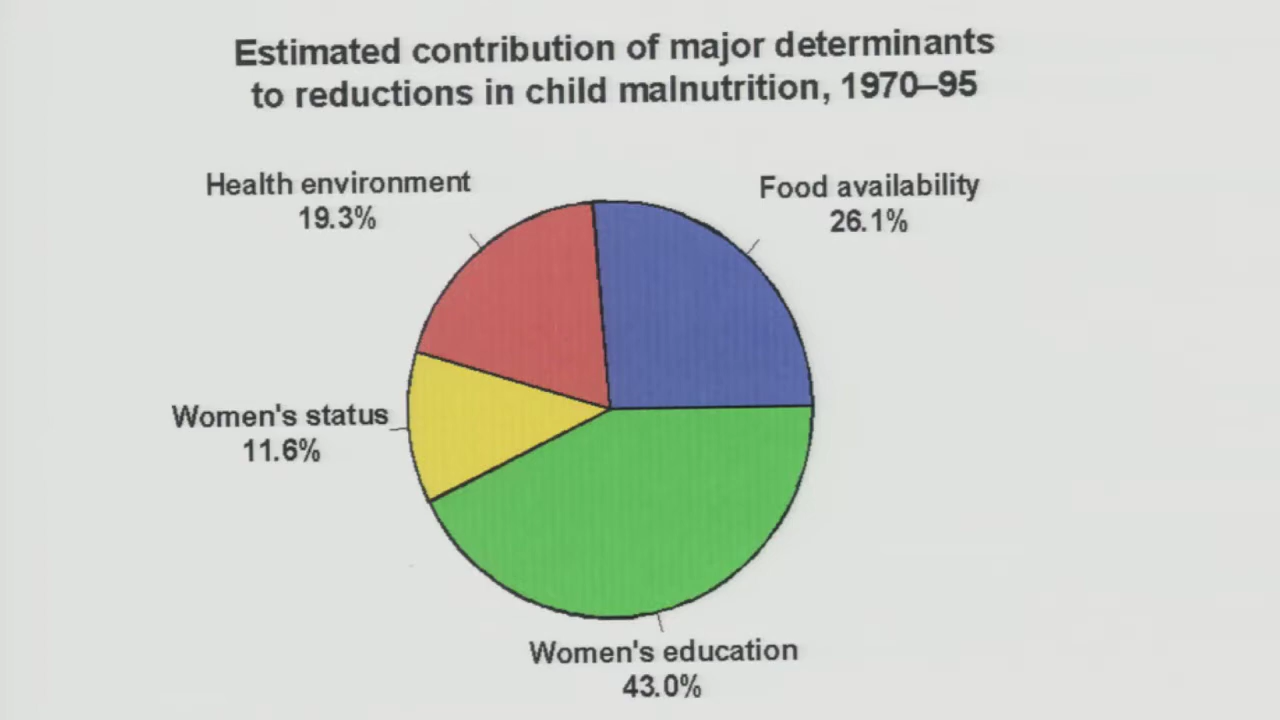 Estimated contribution of major determinants
to reductions in child malnutrition, 1970–95
Health environment
19.3%
Food availability
26.1%
Women's status
11.6%
Women's education
43.0%